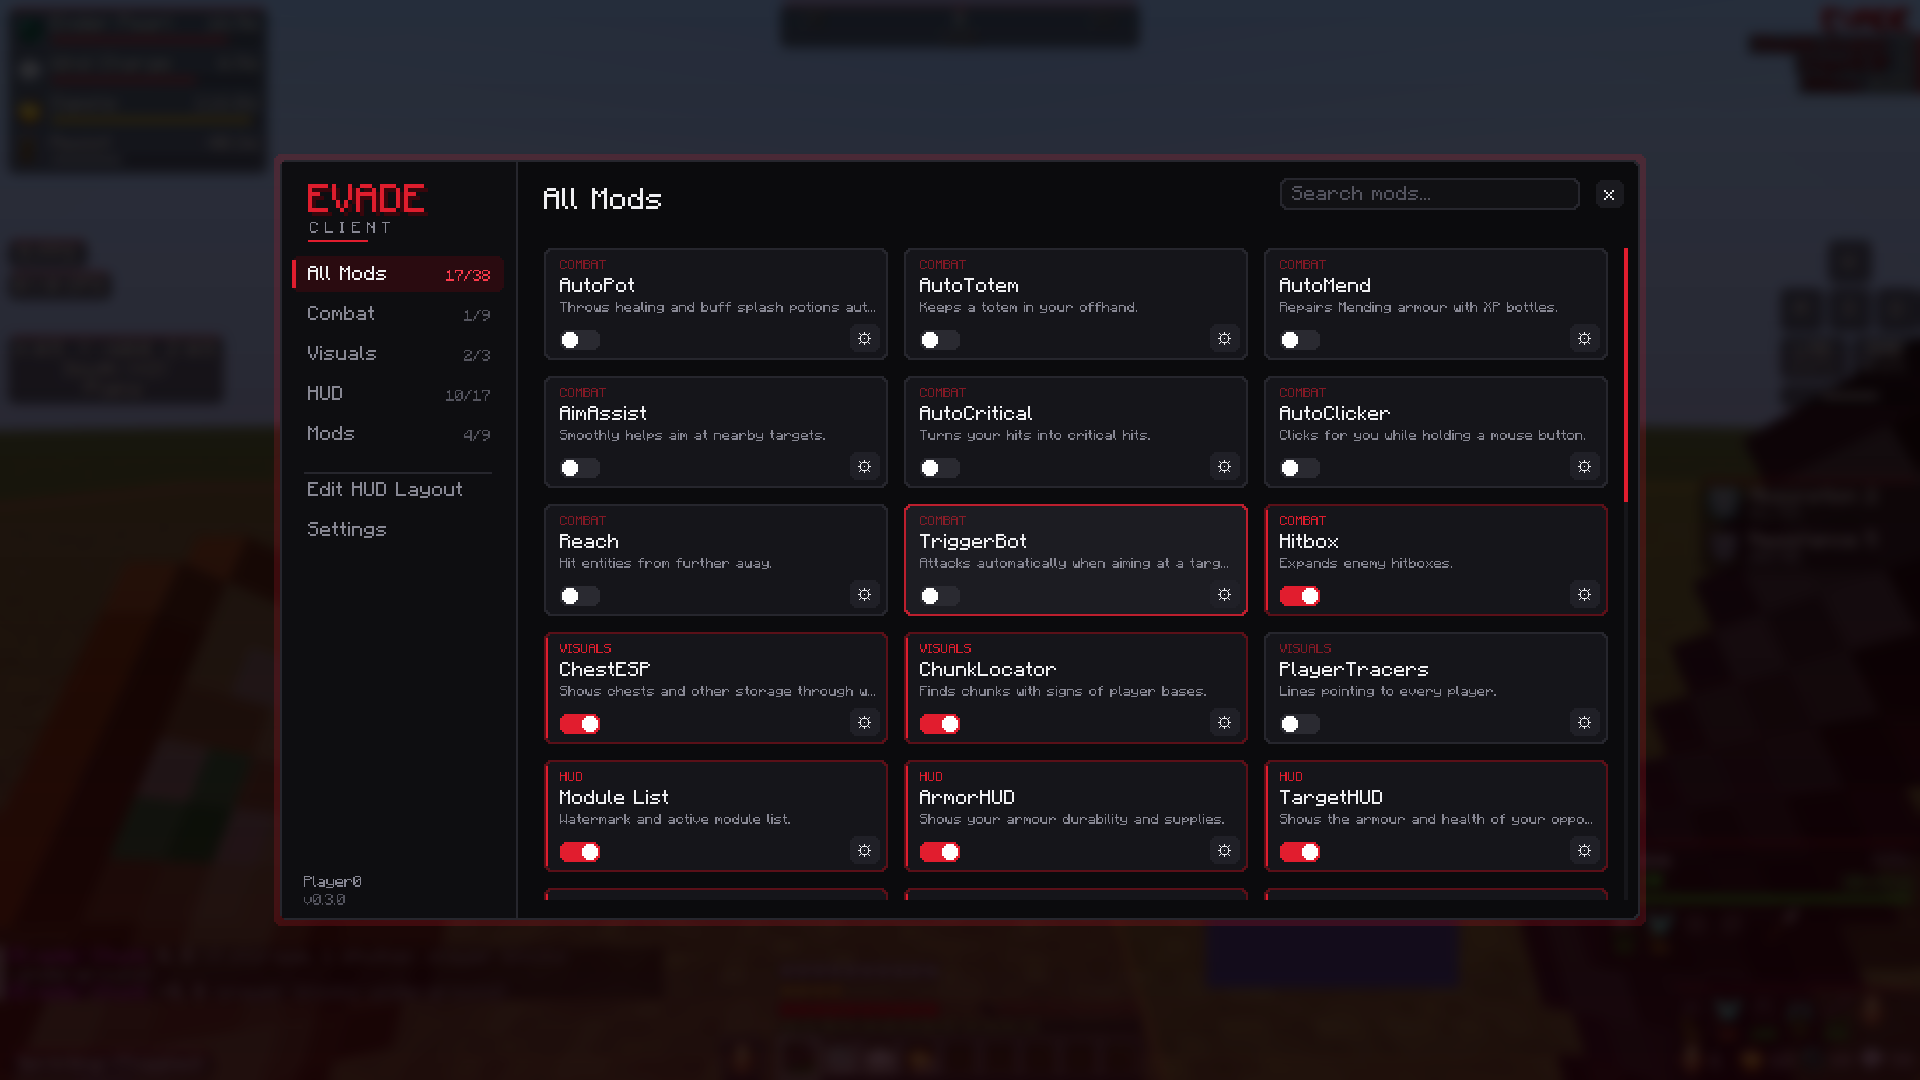 EVADE
CLIENT
All Mods 17/38
Combat 1/9
Visuals 2/3
HUD 10/17
Mods 4/9
Edit HUD Layout
Settings
Player0
v0.3.0
All Mods
Search mods...
COMBAT
AutoPot
Throws healing and buff splash potions aut...
COMBAT
AutoTotem
Keeps a totem in your offhand.
COMBAT
AutoMend
Repairs Mending armour with XP bottles.
COMBAT
AimAssist
Smoothly helps aim at nearby targets.
COMBAT
AutoCritical
Turns your hits into critical hits.
COMBAT
AutoClicker
Clicks for you while holding a mouse button.
COMBAT
Reach
Hit entities from further away.
COMBAT
TriggerBot
Attacks automatically when aiming at a targ...
COMBAT
Hitbox
Expands enemy hitboxes.
VISUALS
ChestESP
Shows chests and other storage through w...
VISUALS
ChunkLocator
Finds chunks with signs of player bases.
VISUALS
PlayerTracers
Lines pointing to every player.
HUD
Module List
Watermark and active module list.
HUD
ArmorHUD
Shows your armour durability and supplies.
HUD
TargetHUD
Shows the armour and health of your oppo...